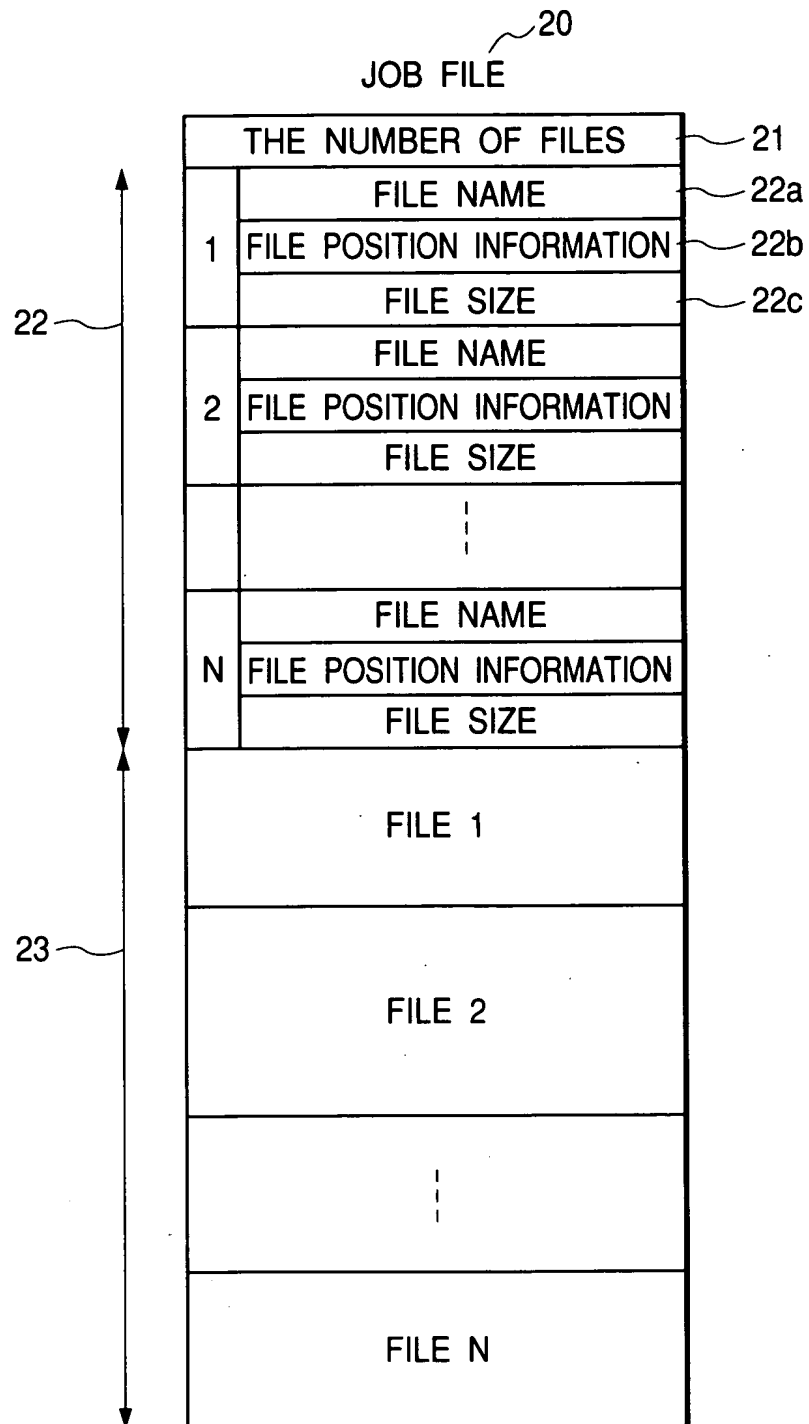 20
JOB FILE
THE NUMBER OF FILES 21
FILE NAME 22a
1 FILE POSITION INFORMATION 22b
FILE SIZE 22c
22
FILE NAME
2 FILE POSITION INFORMATION
FILE SIZE
FILE NAME
N FILE POSITION INFORMATION
FILE SIZE
FILE 1
23
FILE 2
FILE N